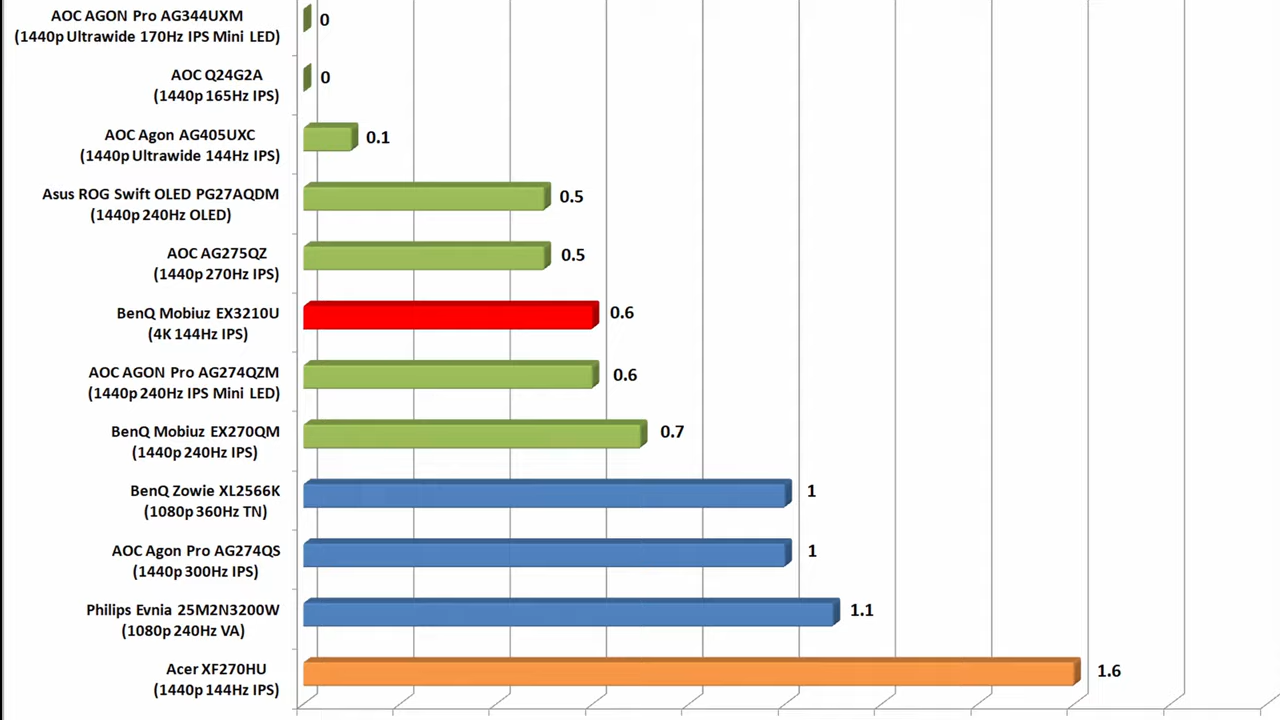 AOC AGON Pro AG344UXM
(1440p Ultrawide 170Hz IPS Mini LED)
0
AOC Q24G2A
(1440p 165Hz IPS)
0
AOC Agon AG405UXC
(1440p Ultrawide 144Hz IPS)
0.1
Asus ROG Swift OLED PG27AQDM
(1440p 240Hz OLED)
0.5
AOC AG275QZ
(1440p 270Hz IPS)
0.5
BenQ Mobiuz EX3210U
(4K 144Hz IPS)
0.6
AOC AGON Pro AG274QZM
(1440p 240Hz IPS Mini LED)
0.6
BenQ Mobiuz EX270QM
(1440p 240Hz IPS)
0.7
BenQ Zowie XL2566K
(1080p 360Hz TN)
1
AOC Agon Pro AG274QS
(1440p 300Hz IPS)
1
Philips Evnia 25M2N3200W
(1080p 240Hz VA)
1.1
Acer XF270HU
(1440p 144Hz IPS)
1.6